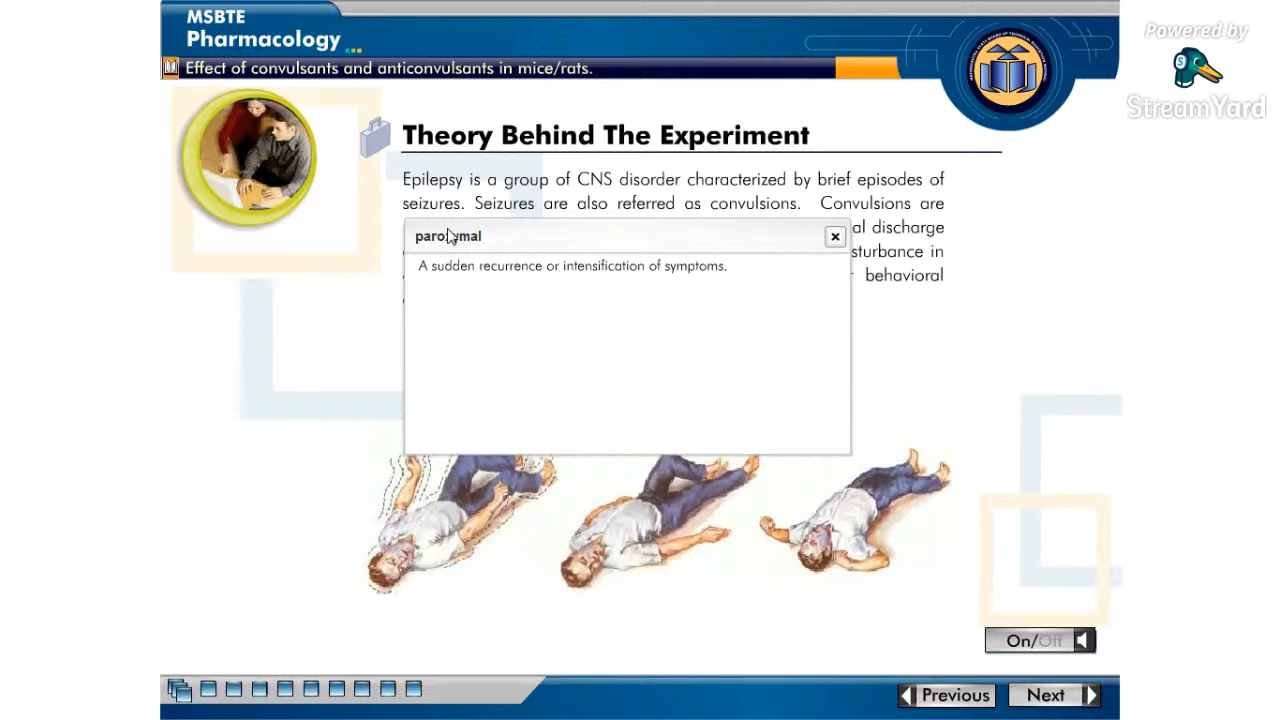 MSBTE
Pharmacology
Effect of convulsants and anticonvulsants in mice/rats.
Powered by
StreamYard
Theory Behind The Experiment
Epilepsy is a group of CNS disorder characterized by brief episodes of
seizures. Seizures are also referred as convulsions. Convulsions are
al discharge
sturbance in
behavioral
A sudden recurrence or intensification of symptoms.
On/Off
Previous
Next